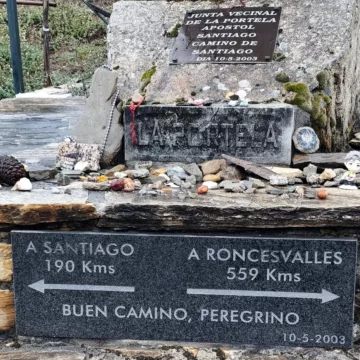 JUNTA VECINAL
DE LA PORTELA
APOSTOL
SANTIAGO
CAMINO DE
SANTIAGO
DIA 10-5-2003
LA PORTELA
A SANTIAGO
190 Kms
A RONCESVALLES
559 Kms
BUEN CAMINO, PEREGRINO
10-5-2003